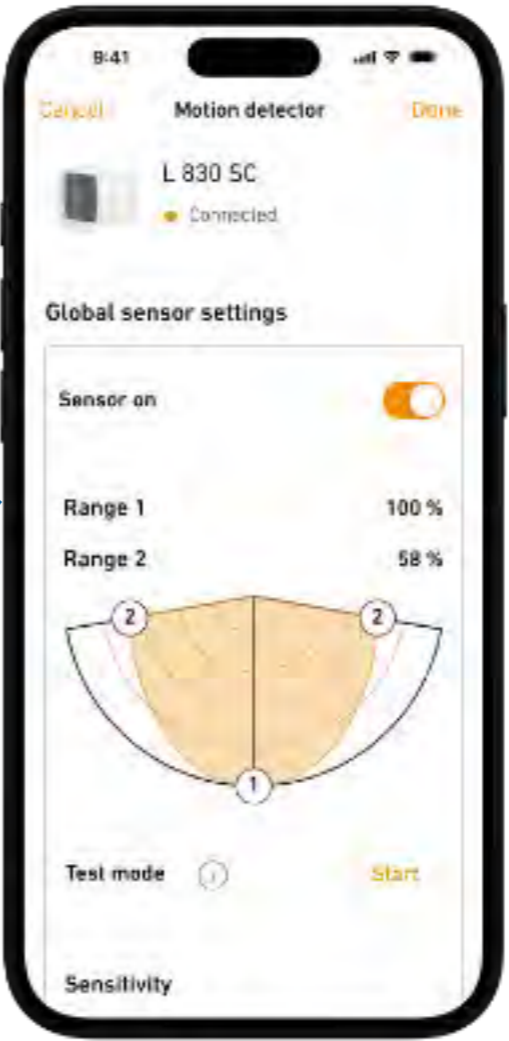 9:41
Cancel Motion detector Done
L 830 SC
Connected
Global sensor settings
Sensor on
Range 1 100 %
Range 2 58 %
2 2
1
Test mode i Start
Sensitivity